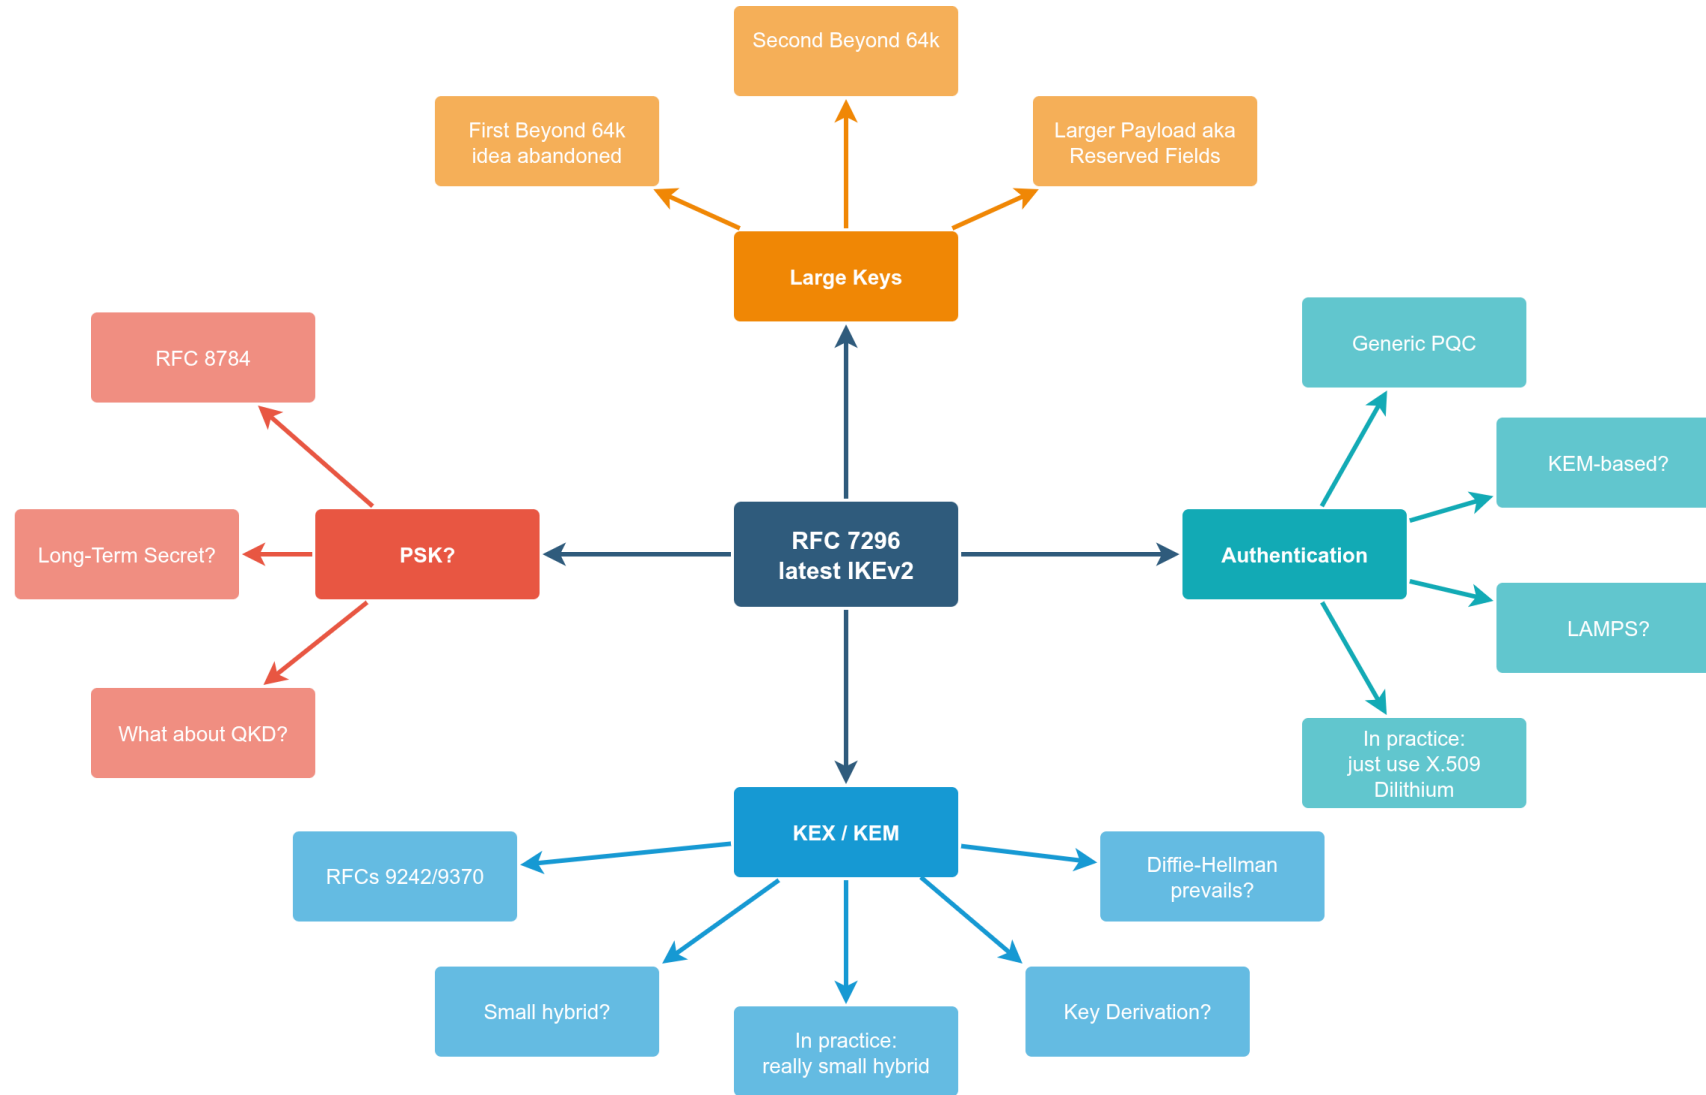 Second Beyond 64k
First Beyond 64k
idea abandoned
Larger Payload aka
Reserved Fields
Large Keys
RFC 8784
Generic PQC
KEM-based?
Long-Term Secret?
PSK?
RFC 7296
latest IKEv2
Authentication
LAMPS?
What about QKD?
In practice:
just use X.509
Dilithium
KEX / KEM
RFCs 9242/9370
Diffie-Hellman
prevails?
Small hybrid?
In practice:
really small hybrid
Key Derivation?